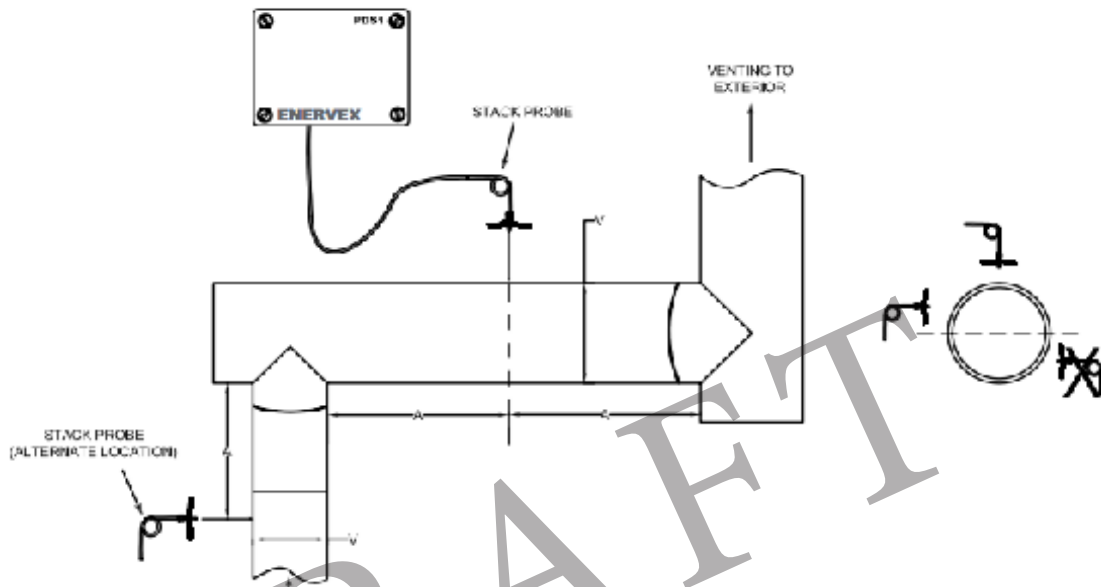 PDS1
ENERVEX
VENTING TO
EXTERIOR
STACK PROBE
V
A
A
A
STACK PROBE
(ALTERNATE LOCATION)
V
DRAFT